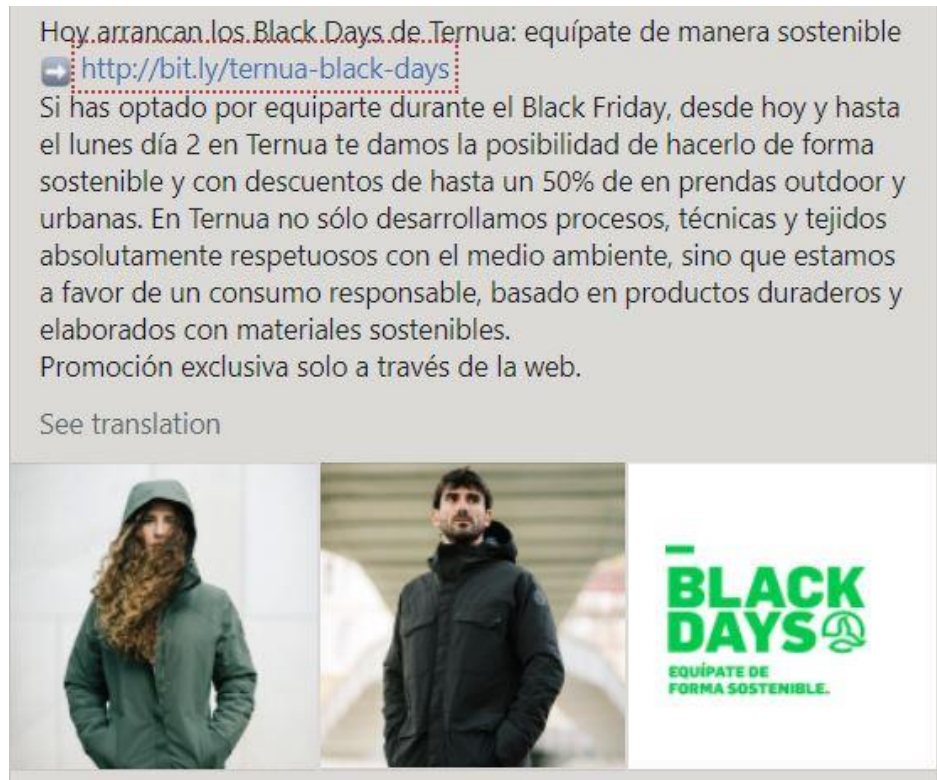 Hoy arrancan los Black Days de Ternua: equípate de manera sostenible
➡ http://bit.ly/ternua-black-days
Si has optado por equiparte durante el Black Friday, desde hoy y hasta
el lunes día 2 en Ternua te damos la posibilidad de hacerlo de forma
sostenible y con descuentos de hasta un 50% de en prendas outdoor y
urbanas. En Ternua no sólo desarrollamos procesos, técnicas y tejidos
absolutamente respetuosos con el medio ambiente, sino que estamos
a favor de un consumo responsable, basado en productos duraderos y
elaborados con materiales sostenibles.
Promoción exclusiva solo a través de la web.
See translation
BLACK
DAYS
EQUÍPATE DE
FORMA SOSTENIBLE.